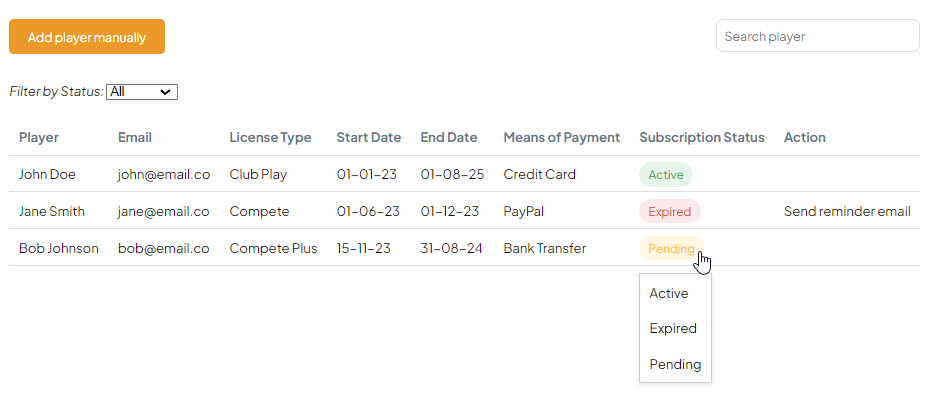 Add player manually
Search player
Filter by Status: All
Player Email License Type Start Date End Date Means of Payment Subscription Status Action
John Doe john@email.co Club Play 01-01-23 01-08-25 Credit Card Active
Jane Smith jane@email.co Compete 01-06-23 01-12-23 PayPal Expired Send reminder email
Bob Johnson bob@email.co Compete Plus 15-11-23 31-08-24 Bank Transfer Pending
Active
Expired
Pending